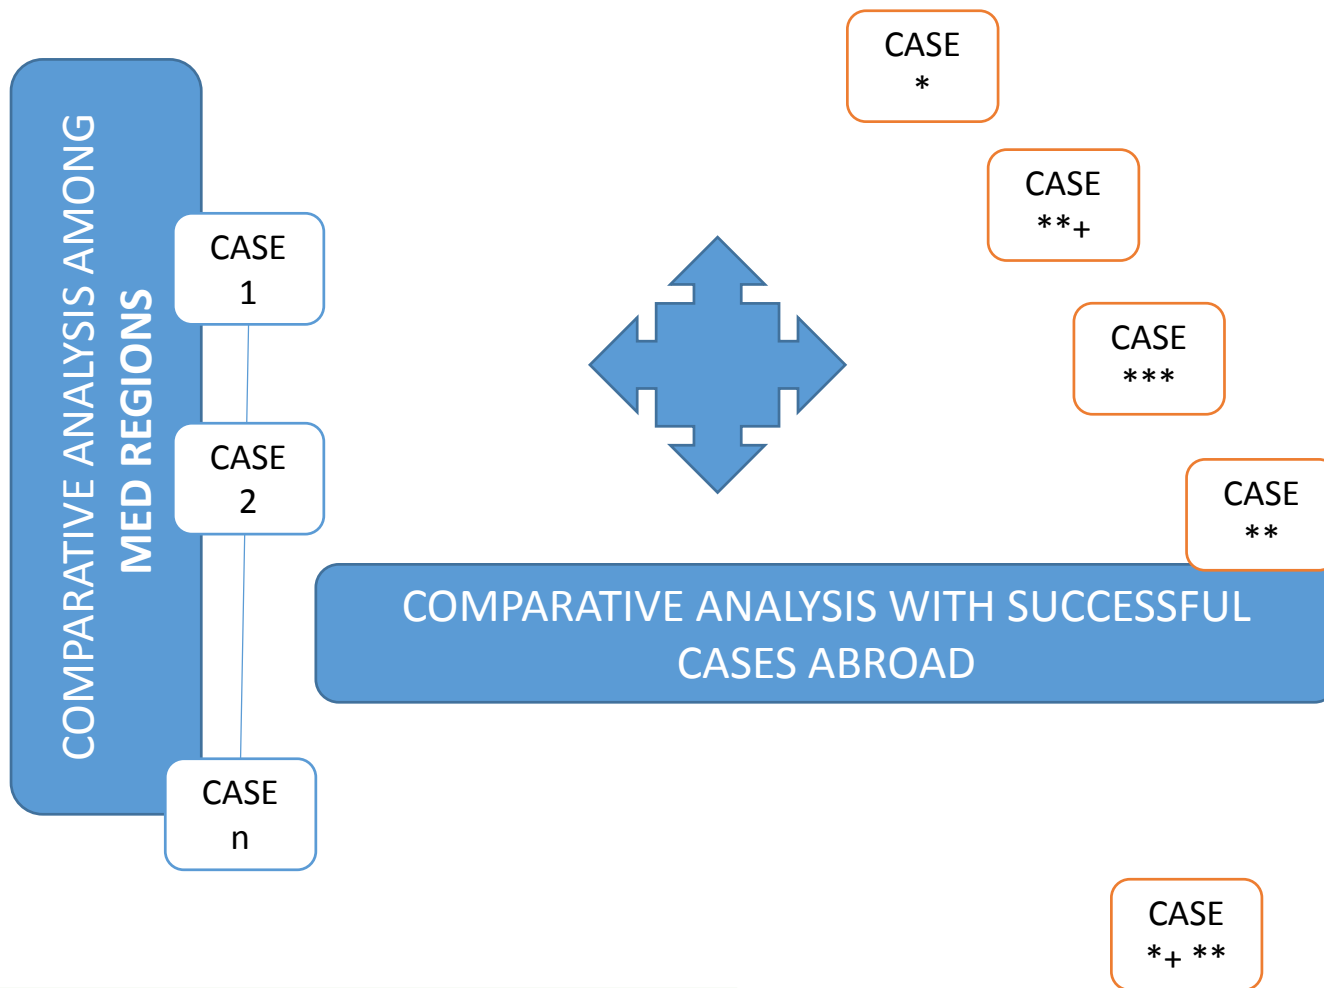 COMPARATIVE ANALYSIS AMONG
MED REGIONS
CASE
1
CASE
2
CASE
n
CASE
*
CASE
**+
CASE
***
CASE
**
COMPARATIVE ANALYSIS WITH SUCCESSFUL
CASES ABROAD
CASE
*+ **